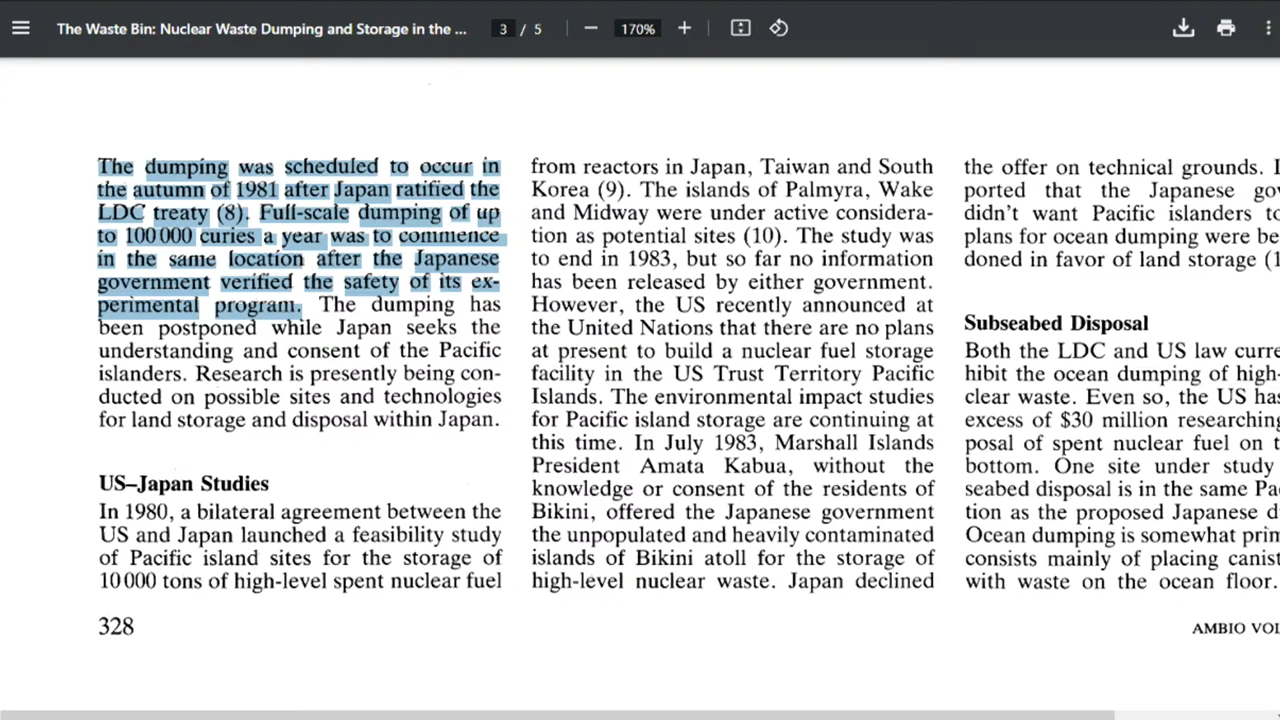 The Waste Bin: Nuclear Waste Dumping and Storage in the ...
3 / 5
170%
The dumping was scheduled to occur in
the autumn of 1981 after Japan ratified the
LDC treaty (8). Full-scale dumping of up
to 100 000 curies a year was to commence
in the same location after the Japanese
government verified the safety of its ex-
perimental program. The dumping has
been postponed while Japan seeks the
understanding and consent of the Pacific
islanders. Research is presently being con-
ducted on possible sites and technologies
for land storage and disposal within Japan.
US–Japan Studies
In 1980, a bilateral agreement between the
US and Japan launched a feasibility study
of Pacific island sites for the storage of
10 000 tons of high-level spent nuclear fuel
328
from reactors in Japan, Taiwan and South
Korea (9). The islands of Palmyra, Wake
and Midway were under active considera-
tion as potential sites (10). The study was
to end in 1983, but so far no information
has been released by either government.
However, the US recently announced at
the United Nations that there are no plans
at present to build a nuclear fuel storage
facility in the US Trust Territory Pacific
Islands. The environmental impact studies
for Pacific island storage are continuing at
this time. In July 1983, Marshall Islands
President Amata Kabua, without the
knowledge or consent of the residents of
Bikini, offered the Japanese government
the unpopulated and heavily contaminated
islands of Bikini atoll for the storage of
high-level nuclear waste. Japan declined
the offer on technical grounds.
ported that the Japanese go
didn't want Pacific islanders t
plans for ocean dumping were be
doned in favor of land storage (1
Subseabed Disposal
Both the LDC and US law curre
hibit the ocean dumping of high-
clear waste. Even so, the US has
excess of $30 million researching
posal of spent nuclear fuel on t
bottom. One site under study
seabed disposal is in the same Pa
tion as the proposed Japanese d
Ocean dumping is somewhat prim
consists mainly of placing canist
with waste on the ocean floor.
AMBIO VOL